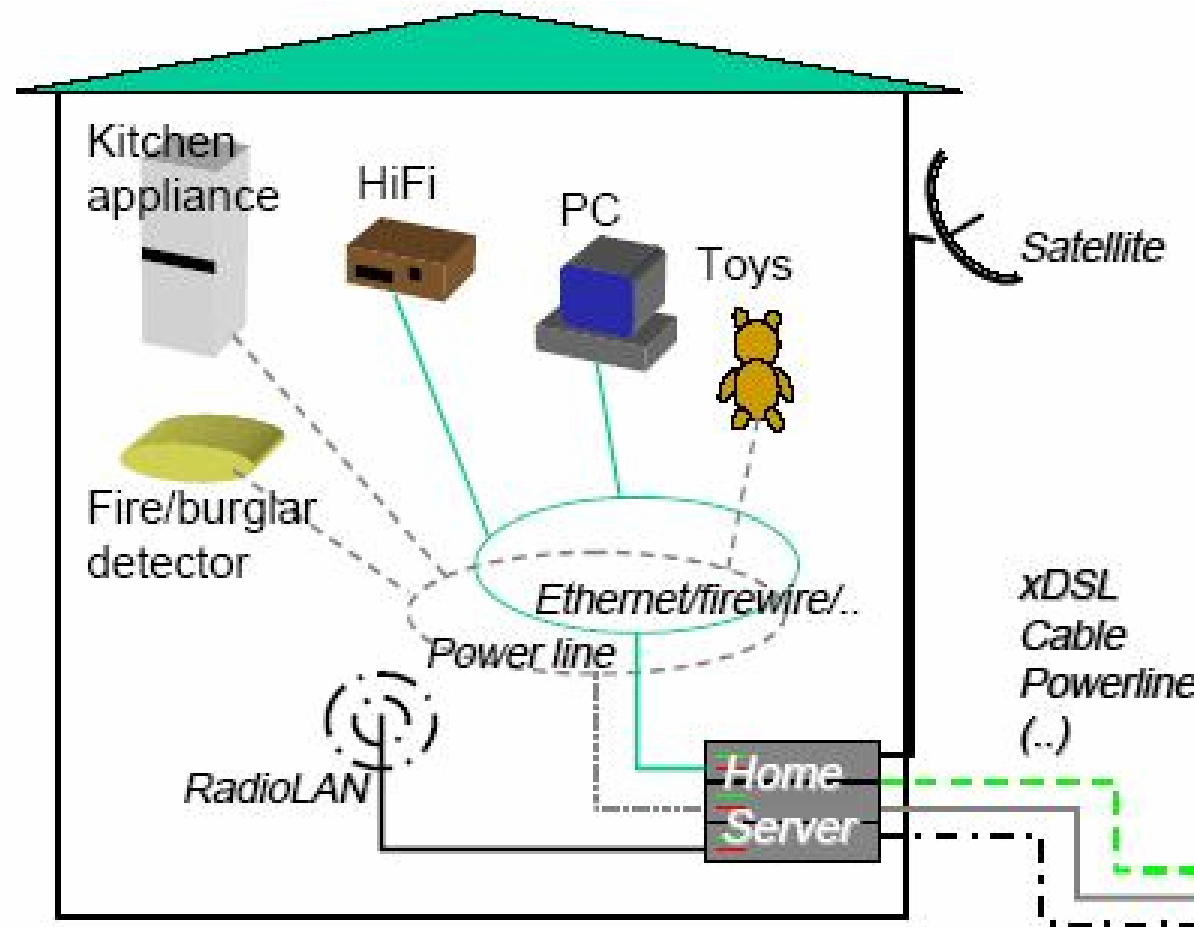 Kitchen
appliance
HiFi
PC
Toys
Satellite
Fire/burglar
detector
Ethernet/firewire/..
Power line
RadioLAN
Home
Server
xDSL
Cable
Powerline
(..)